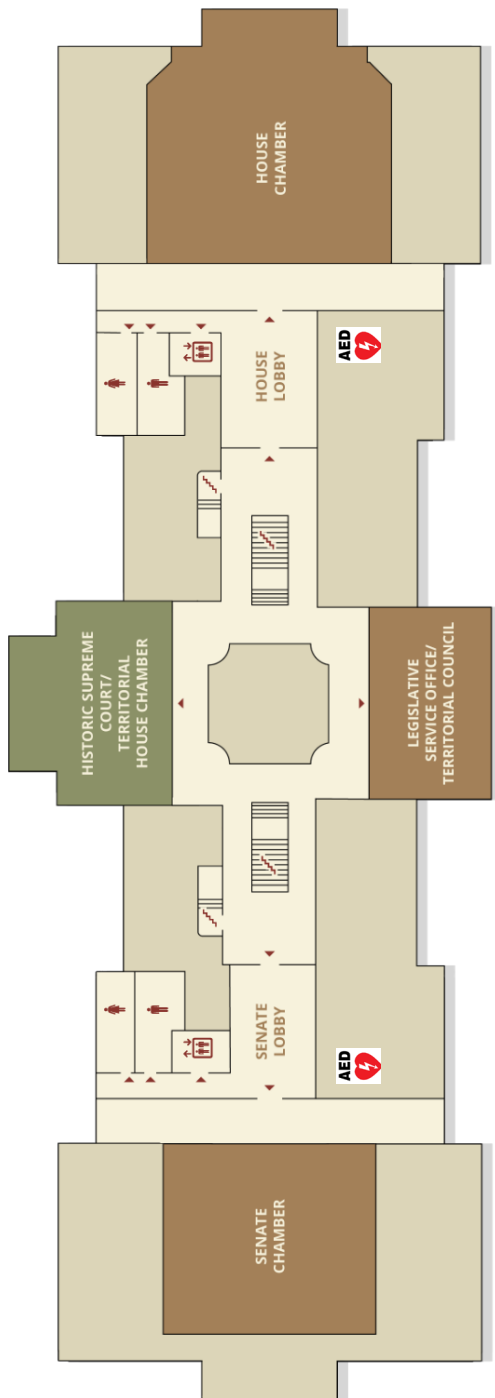 HOUSE
CHAMBER
AED
HOUSE
LOBBY
HISTORIC SUPREME
COURT/
TERRITORIAL
HOUSE CHAMBER
LEGISLATIVE
SERVICE OFFICE/
TERRITORIAL COUNCIL
SENATE
LOBBY
AED
SENATE
CHAMBER